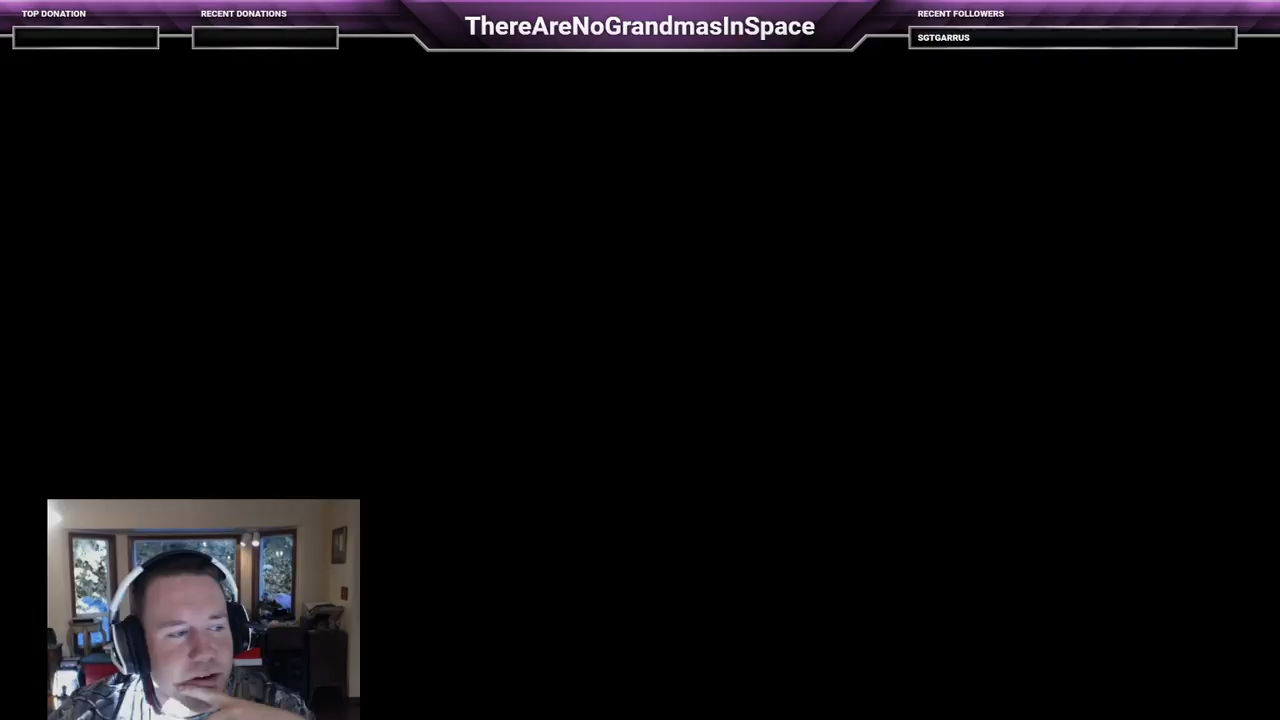 TOP DONATION
RECENT DONATIONS
ThereAreNoGrandmasInSpace
RECENT FOLLOWERS
SGTGARRUS